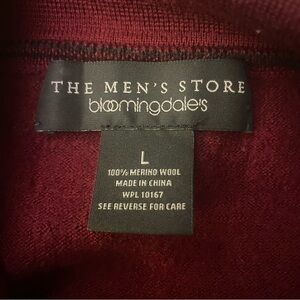 THE MEN'S STORE
bloomingdale's
L
100% MERINO WOOL
MADE IN CHINA
WPL 10167
SEE REVERSE FOR CARE